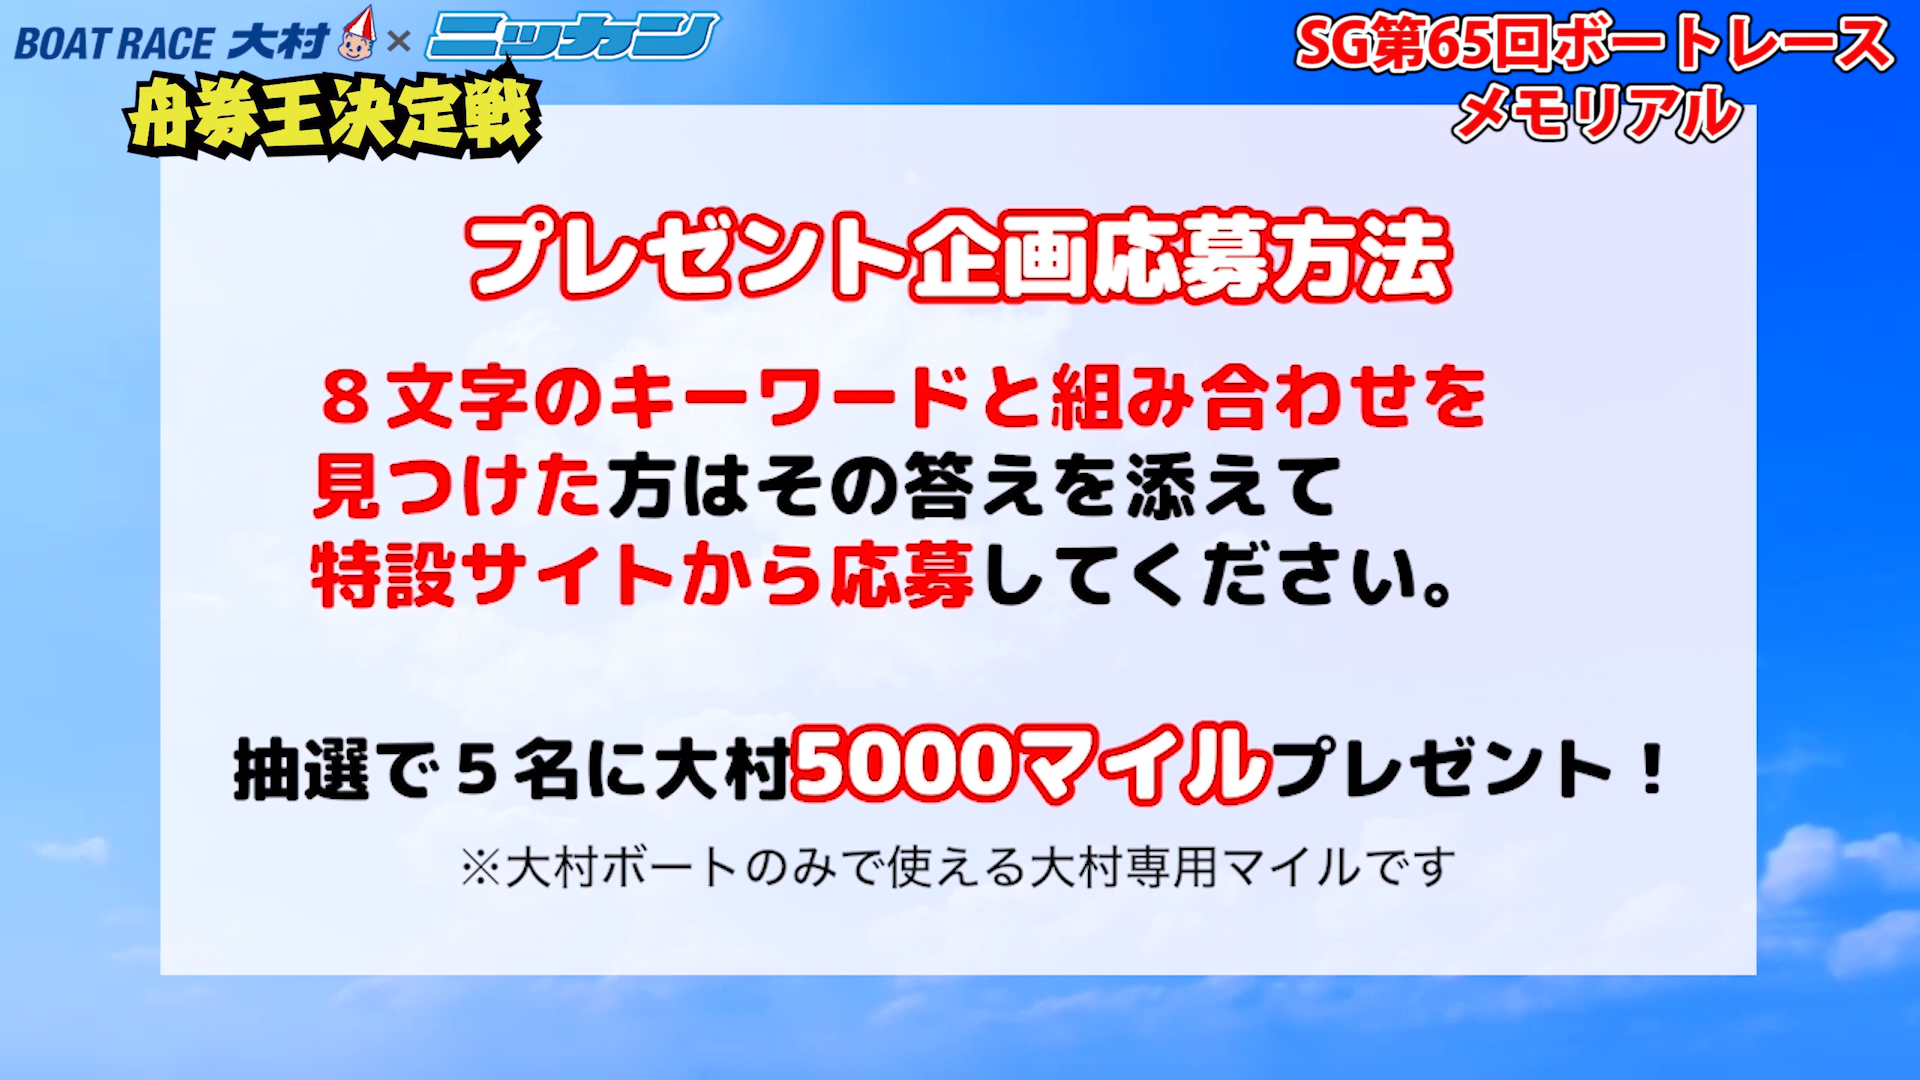 BOAT RACE 大村 × ニッカン
舟券王決定戦
SG第65回ボートレース
メモリアル
プレゼント企画応募方法
８文字のキーワードと組み合わせを
見つけた方はその答えを添えて
特設サイトから応募してください。
抽選で５名に大村5000マイルプレゼント！
※大村ボートのみで使える大村専用マイルです